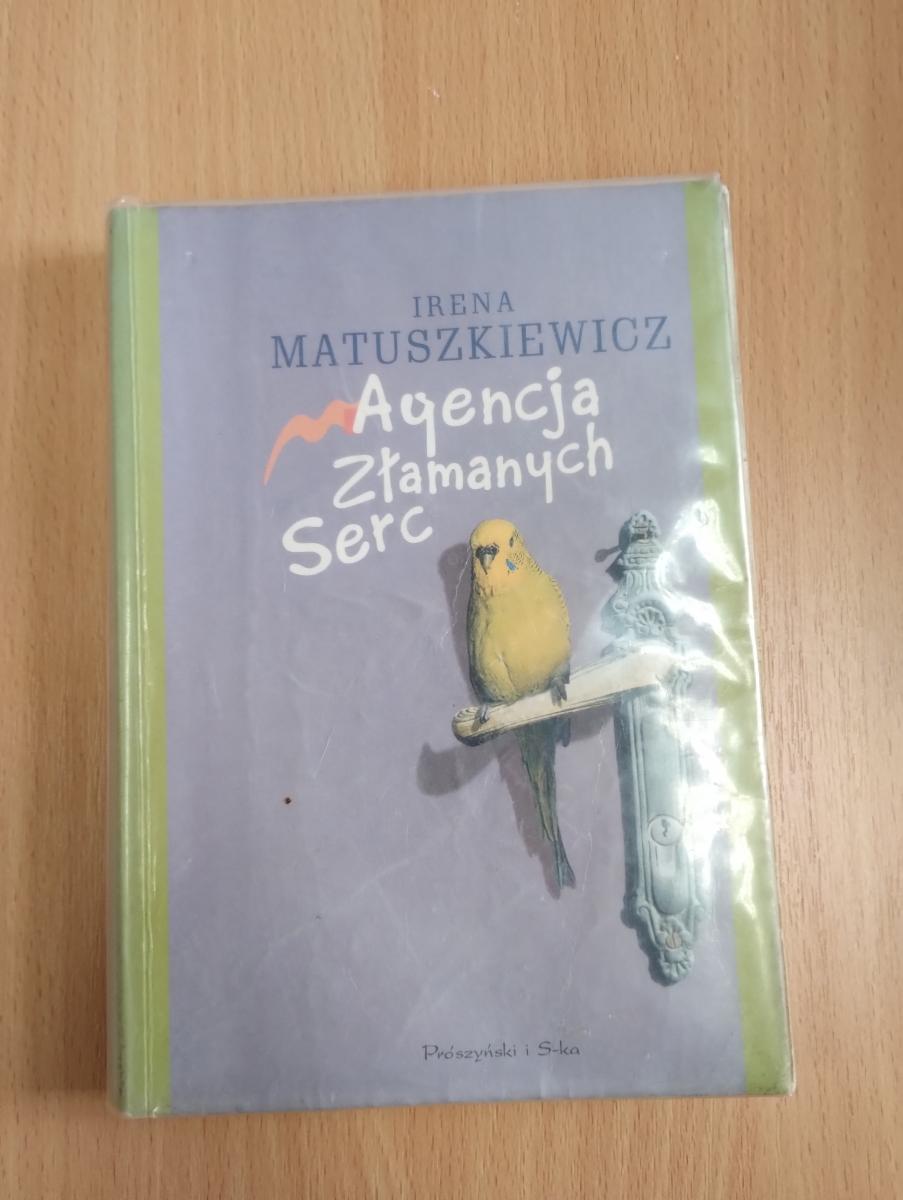 IRENA
MATUSZKIEWICZ
Agencja
Złamanych
Serc
Prószyński i S-ka